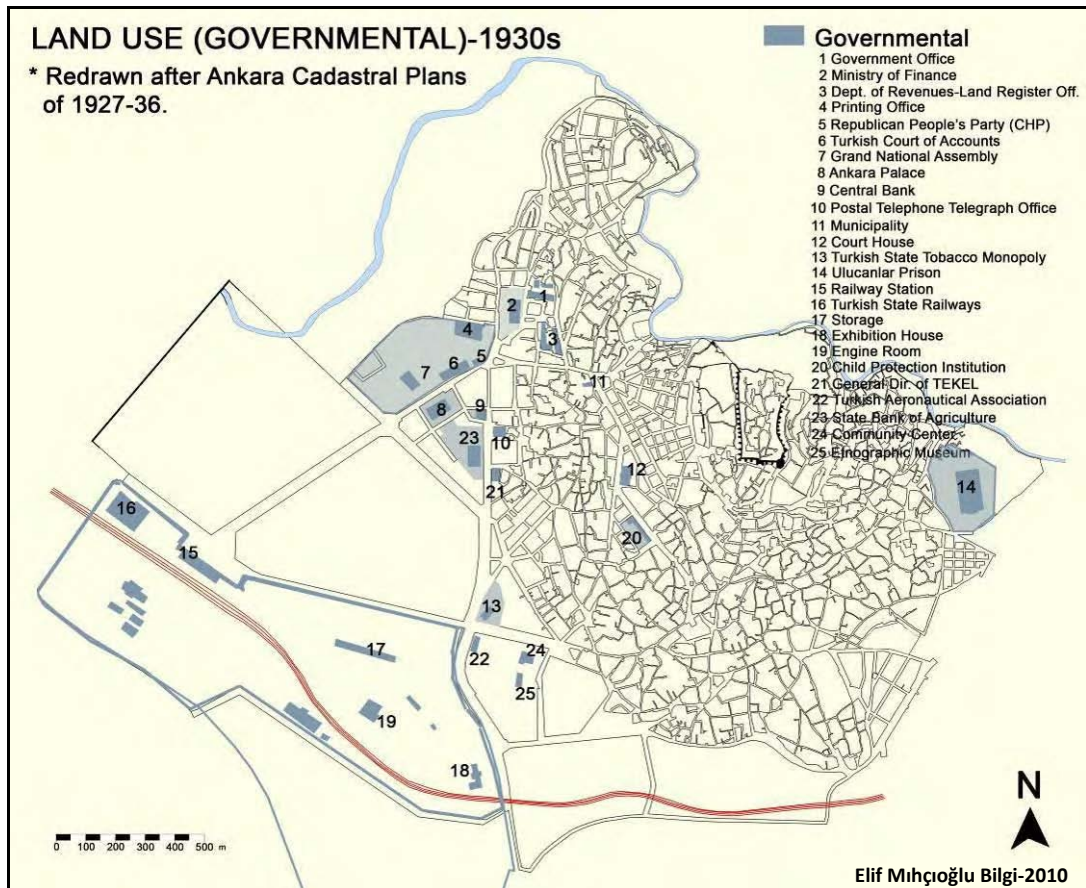 LAND USE (GOVERNMENTAL)-1930s
* Redrawn after Ankara Cadastral Plans
of 1927-36.
Governmental
1 Government Office
2 Ministry of Finance
3 Dept. of Revenues-Land Register Off.
4 Printing Office
5 Republican People's Party (CHP)
6 Turkish Court of Accounts
7 Grand National Assembly
8 Ankara Palace
9 Central Bank
10 Postal Telephone Telegraph Office
11 Municipality
12 Court House
13 Turkish State Tobacco Monopoly
14 Ulucanlar Prison
15 Railway Station
16 Turkish State Railways
17 Storage
18 Exhibition House
19 Engine Room
20 Child Protection Institution
21 General Dir. of TEKEL
22 Turkish Aeronautical Association
23 State Bank of Agriculture
24 Community Center
25 Etnographic Museum
1
2
3
4
5
6
7
11
8
9
10
23
12
14
21
16
20
15
13
17
22
24
25
19
18
N
0 100 200 300 400 500 m
Elif Mıhçıoğlu Bilgi-2010